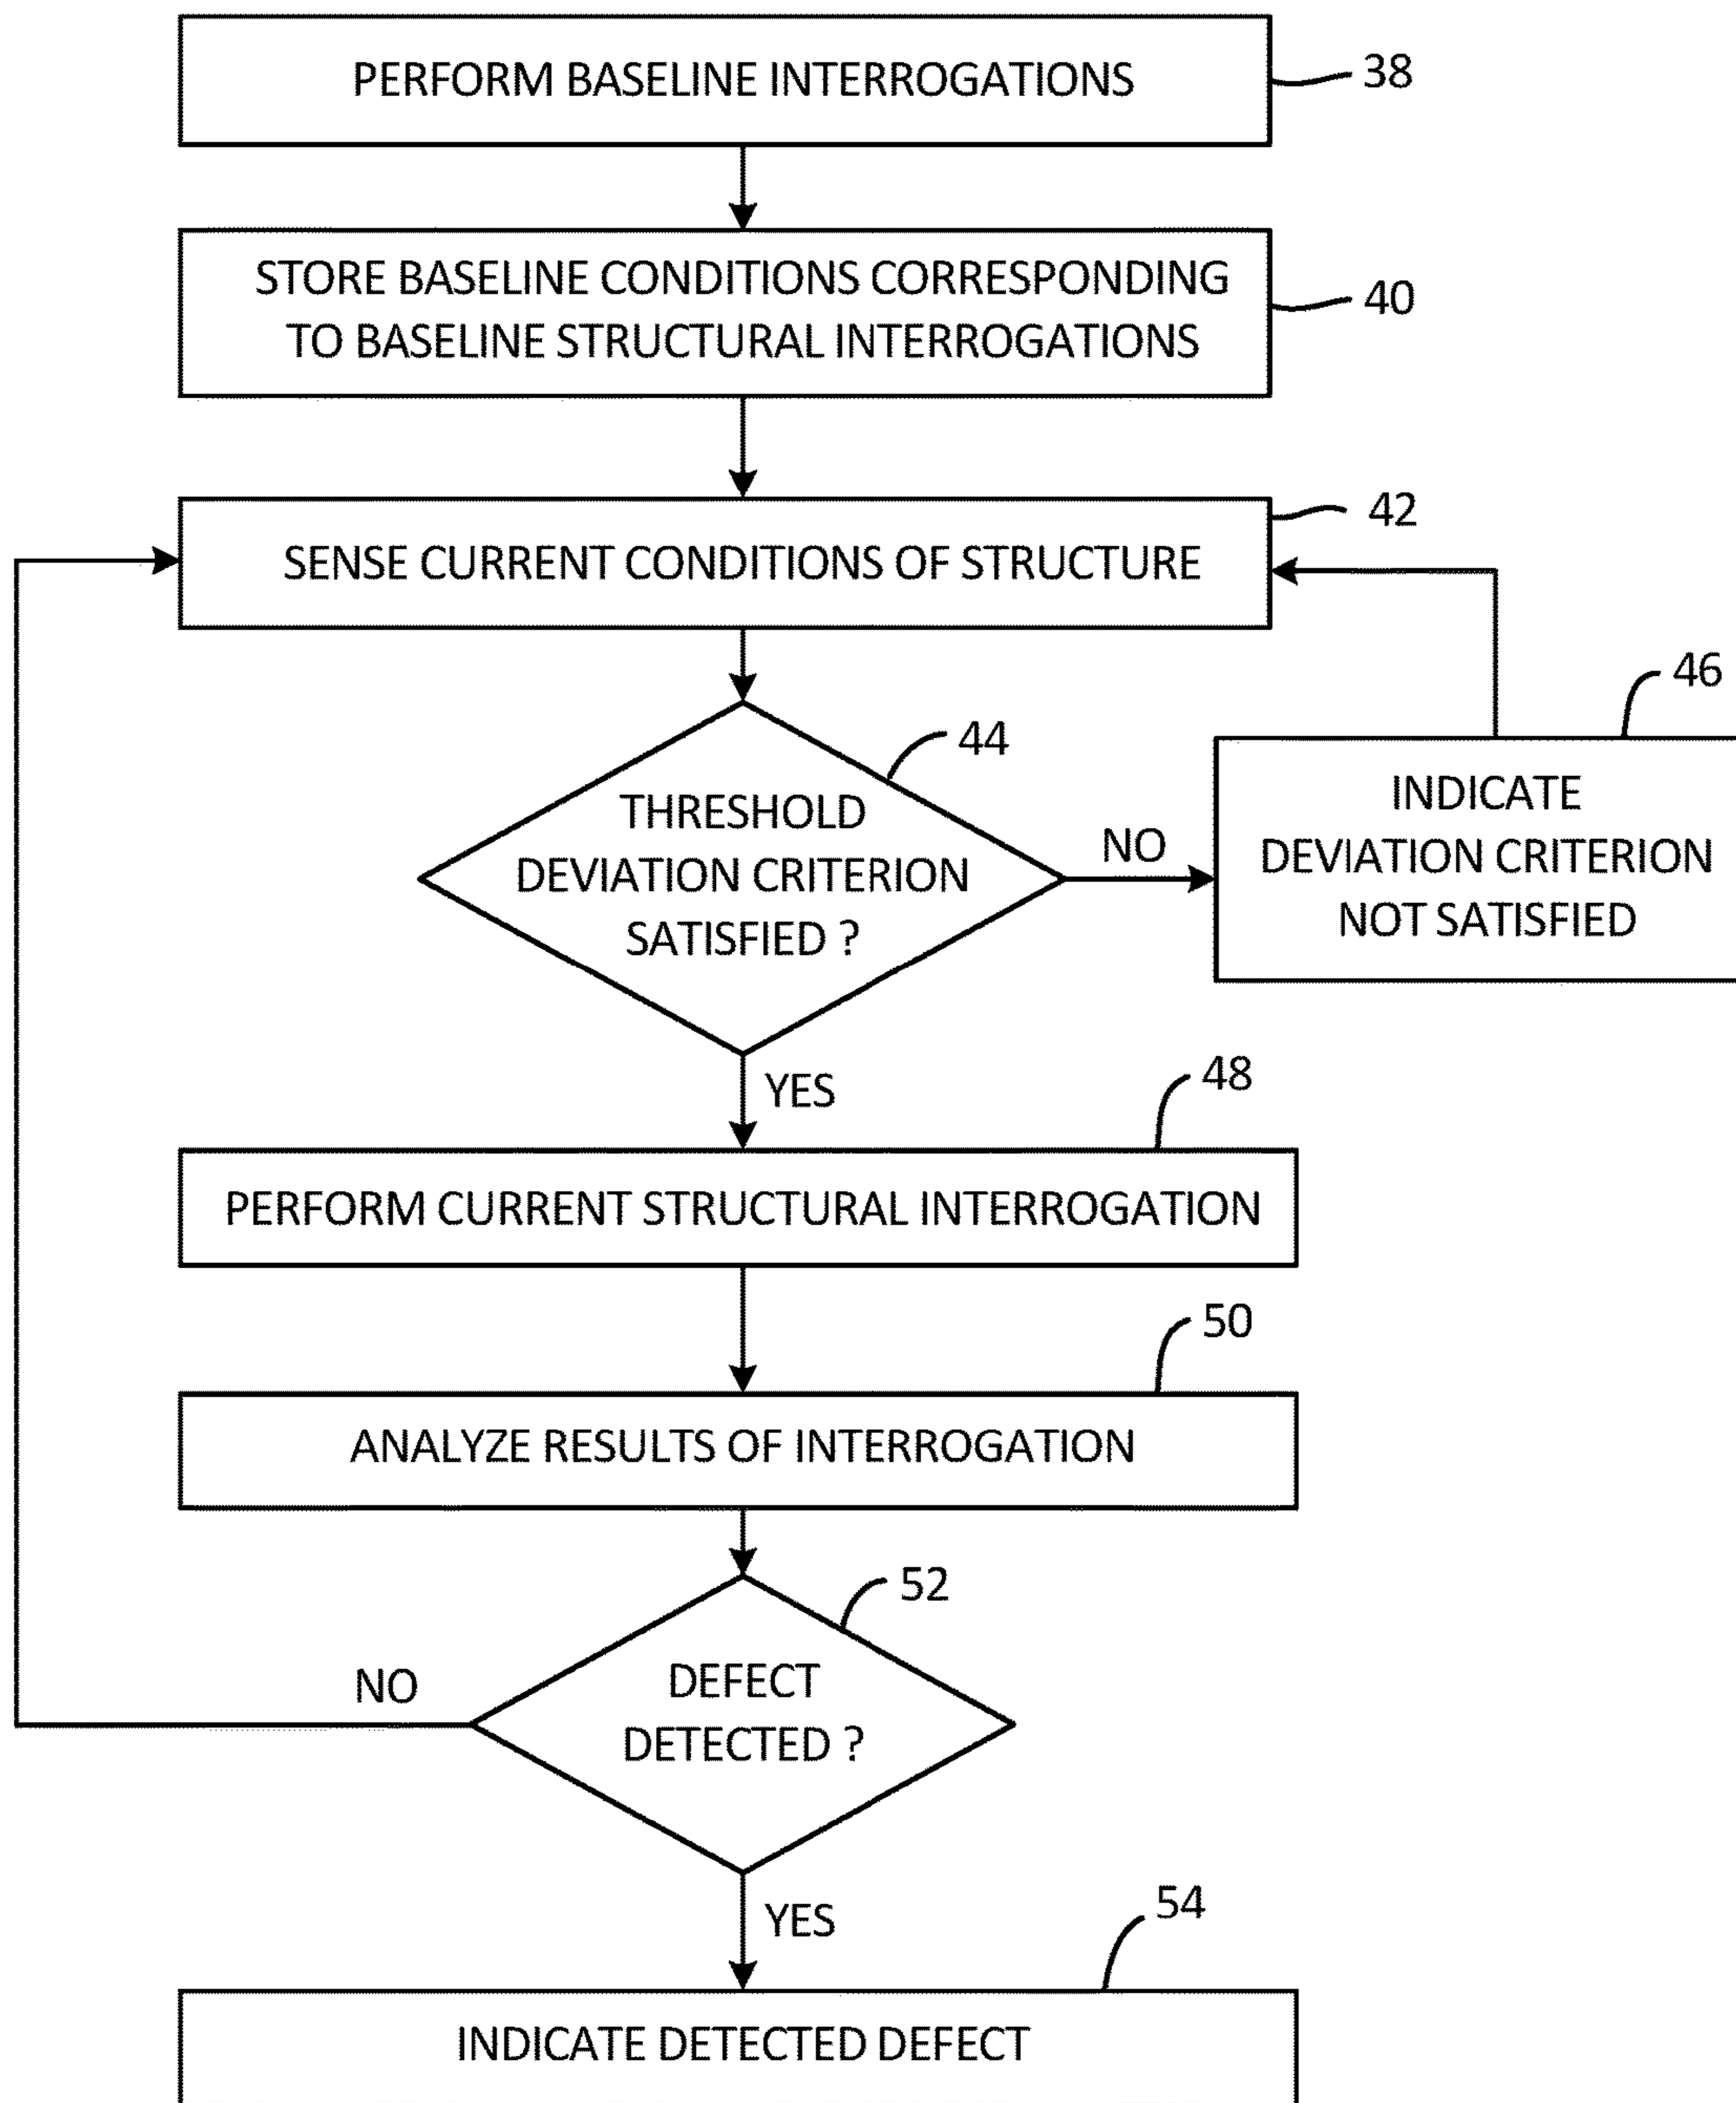 PERFORM BASELINE INTERROGATIONS
38
STORE BASELINE CONDITIONS CORRESPONDING
TO BASELINE STRUCTURAL INTERROGATIONS
40
SENSE CURRENT CONDITIONS OF STRUCTURE
42
THRESHOLD
DEVIATION CRITERION
SATISFIED ?
44
NO
INDICATE
DEVIATION CRITERION
NOT SATISFIED
46
YES
PERFORM CURRENT STRUCTURAL INTERROGATION
48
ANALYZE RESULTS OF INTERROGATION
50
DEFECT
DETECTED ?
52
NO
YES
INDICATE DETECTED DEFECT
54